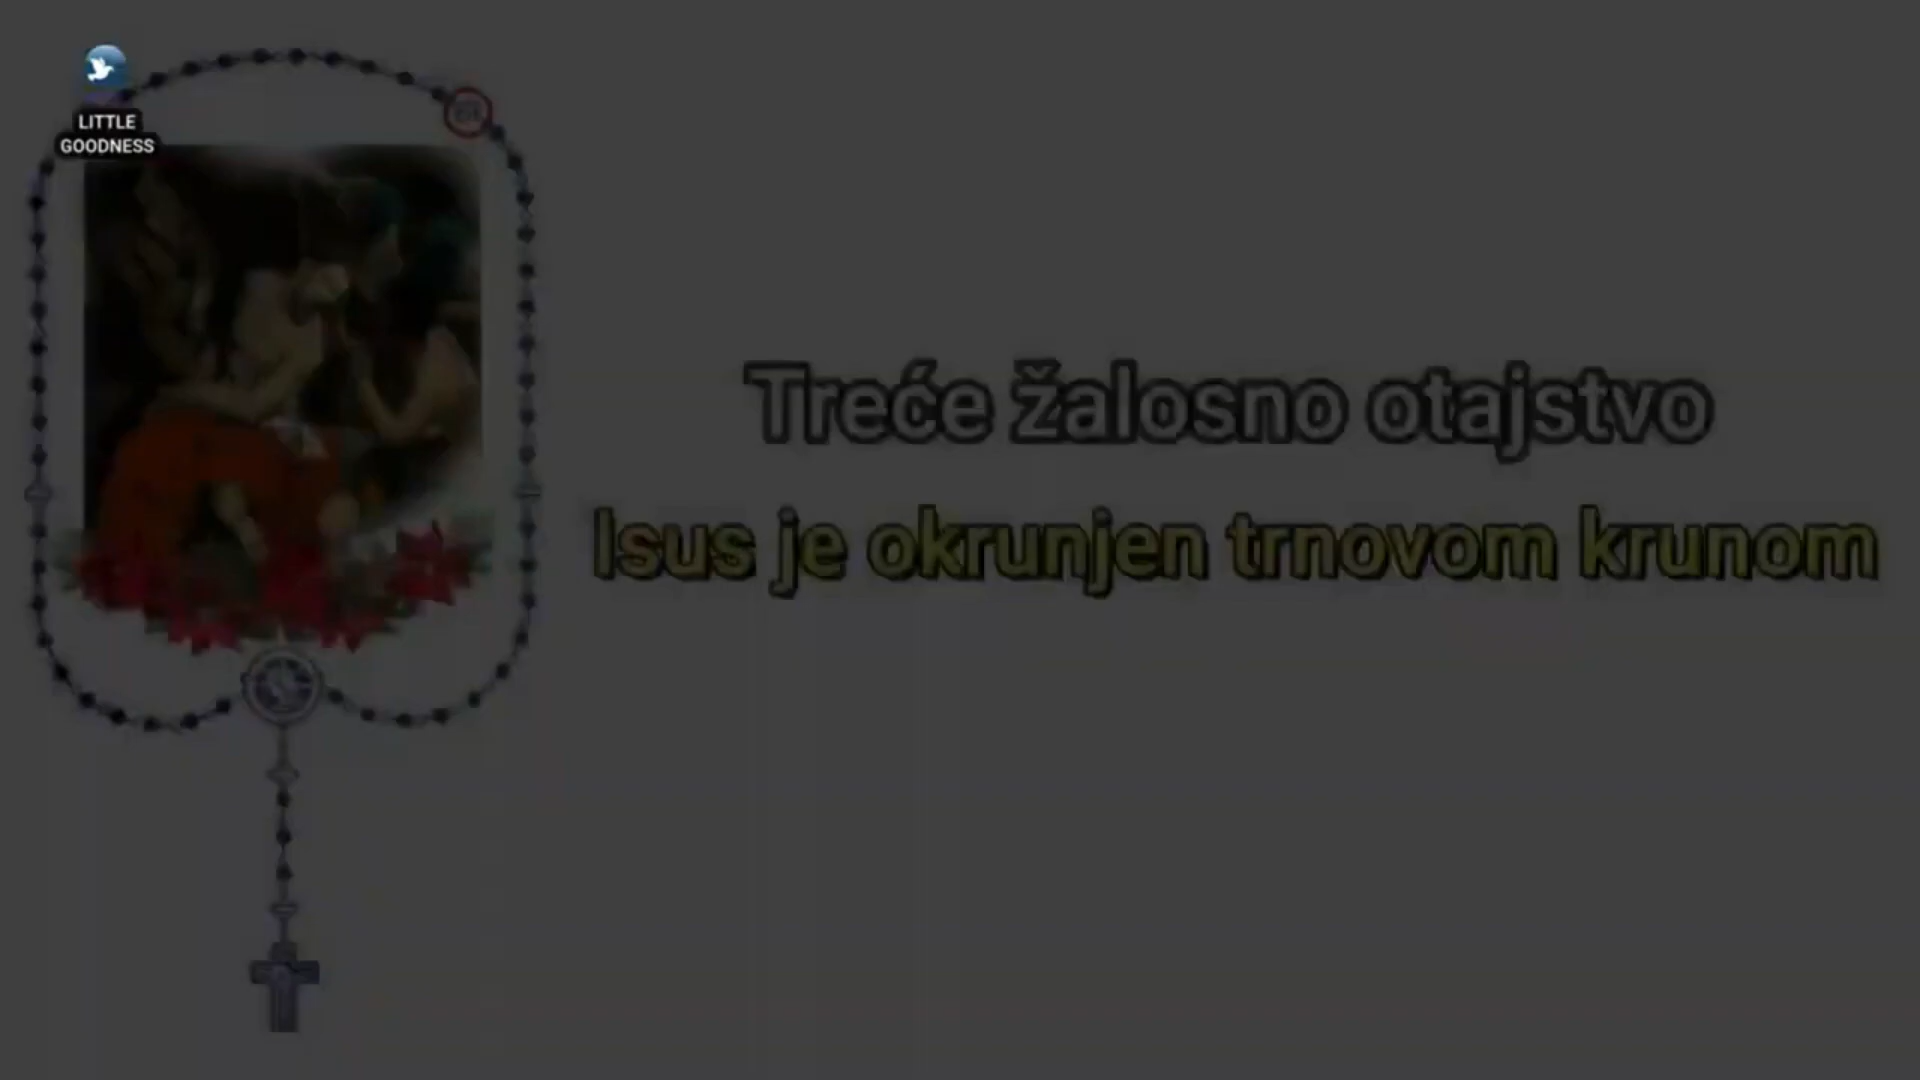 LITTLE
GOODNESS
Treće žalosno otajstvo
Isus je okrunjen trnovom krunom